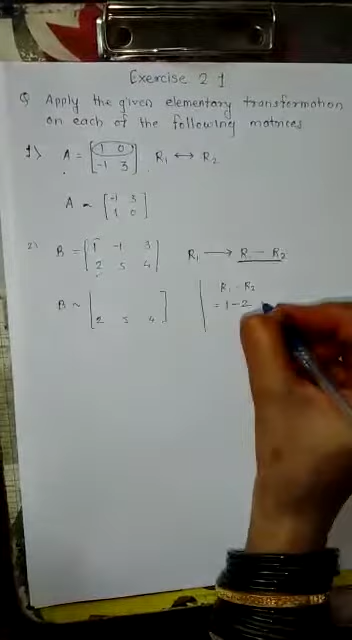 Exercise 2 1
Q Apply the given elementary transformation
on each of the following matrices
1) A = [1 0 R₁ ↔ R₂
-1 3]
A ~ [-1 3
1 0]
2) B = [1 -1 3 R₁ → R₁ - R₂
2 5 4]
B ~ [ ] R₁ - R₂
2 5 4 = 1 - 2